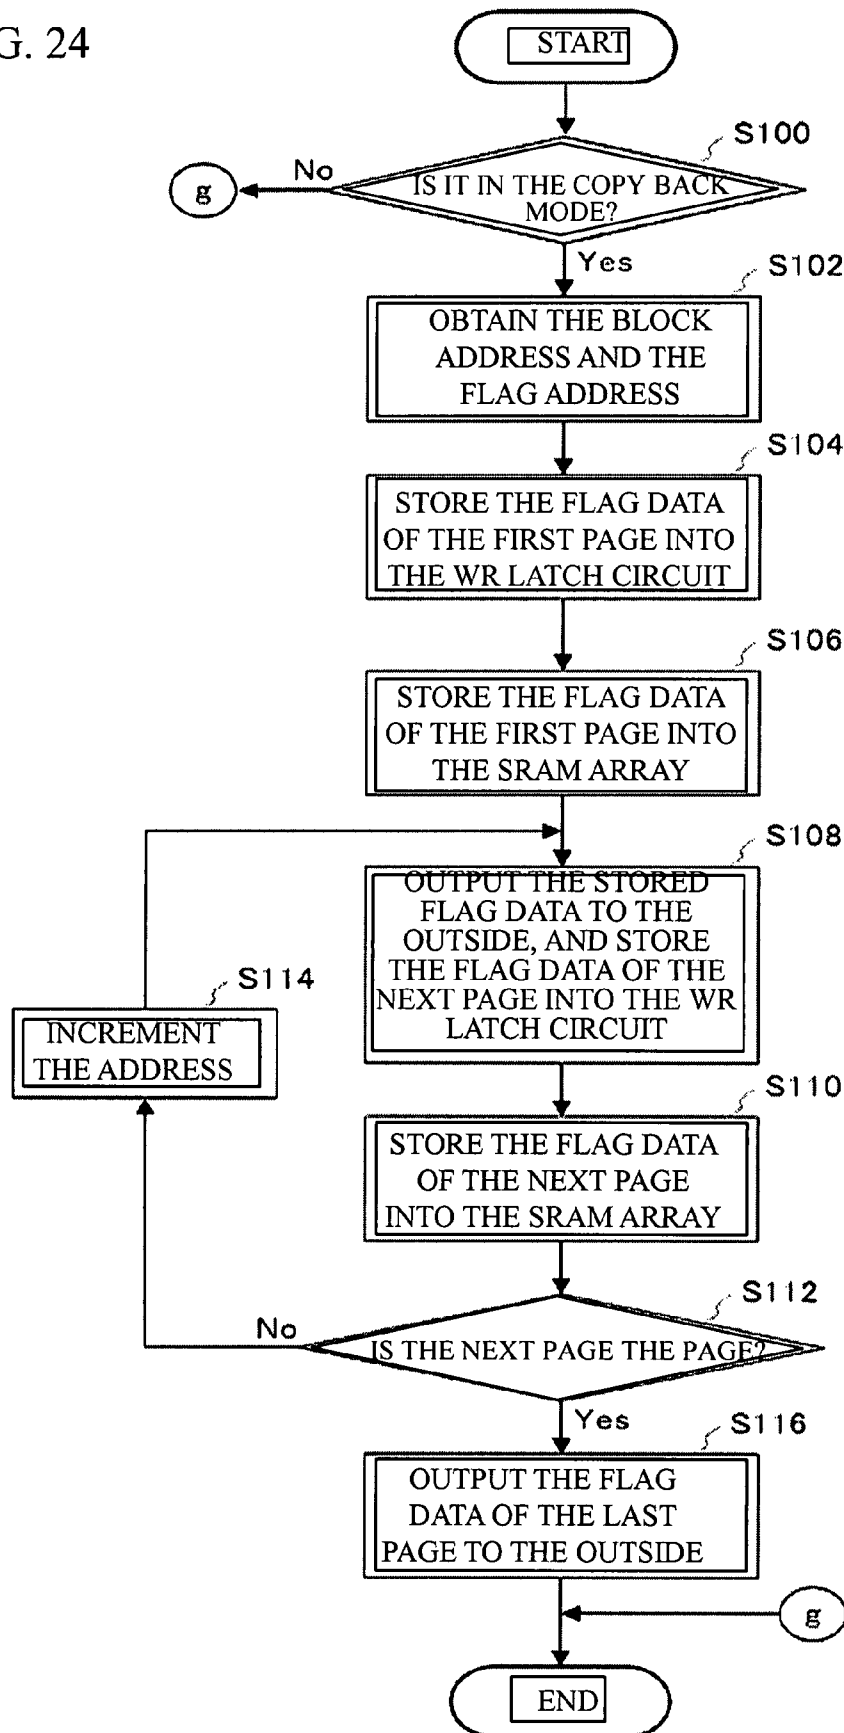 G. 24
START
S100
No
g
IS IT IN THE COPY BACK
MODE?
Yes
S102
OBTAIN THE BLOCK
ADDRESS AND THE
FLAG ADDRESS
S104
STORE THE FLAG DATA
OF THE FIRST PAGE INTO
THE WR LATCH CIRCUIT
S106
STORE THE FLAG DATA
OF THE FIRST PAGE INTO
THE SRAM ARRAY
S108
OUTPUT THE STORED
FLAG DATA TO THE
OUTSIDE, AND STORE
THE FLAG DATA OF THE
NEXT PAGE INTO THE WR
LATCH CIRCUIT
S114
INCREMENT
THE ADDRESS
S110
STORE THE FLAG DATA
OF THE NEXT PAGE
INTO THE SRAM ARRAY
S112
No
IS THE NEXT PAGE THE PAGE?
Yes
S116
OUTPUT THE FLAG
DATA OF THE LAST
PAGE TO THE OUTSIDE
g
END